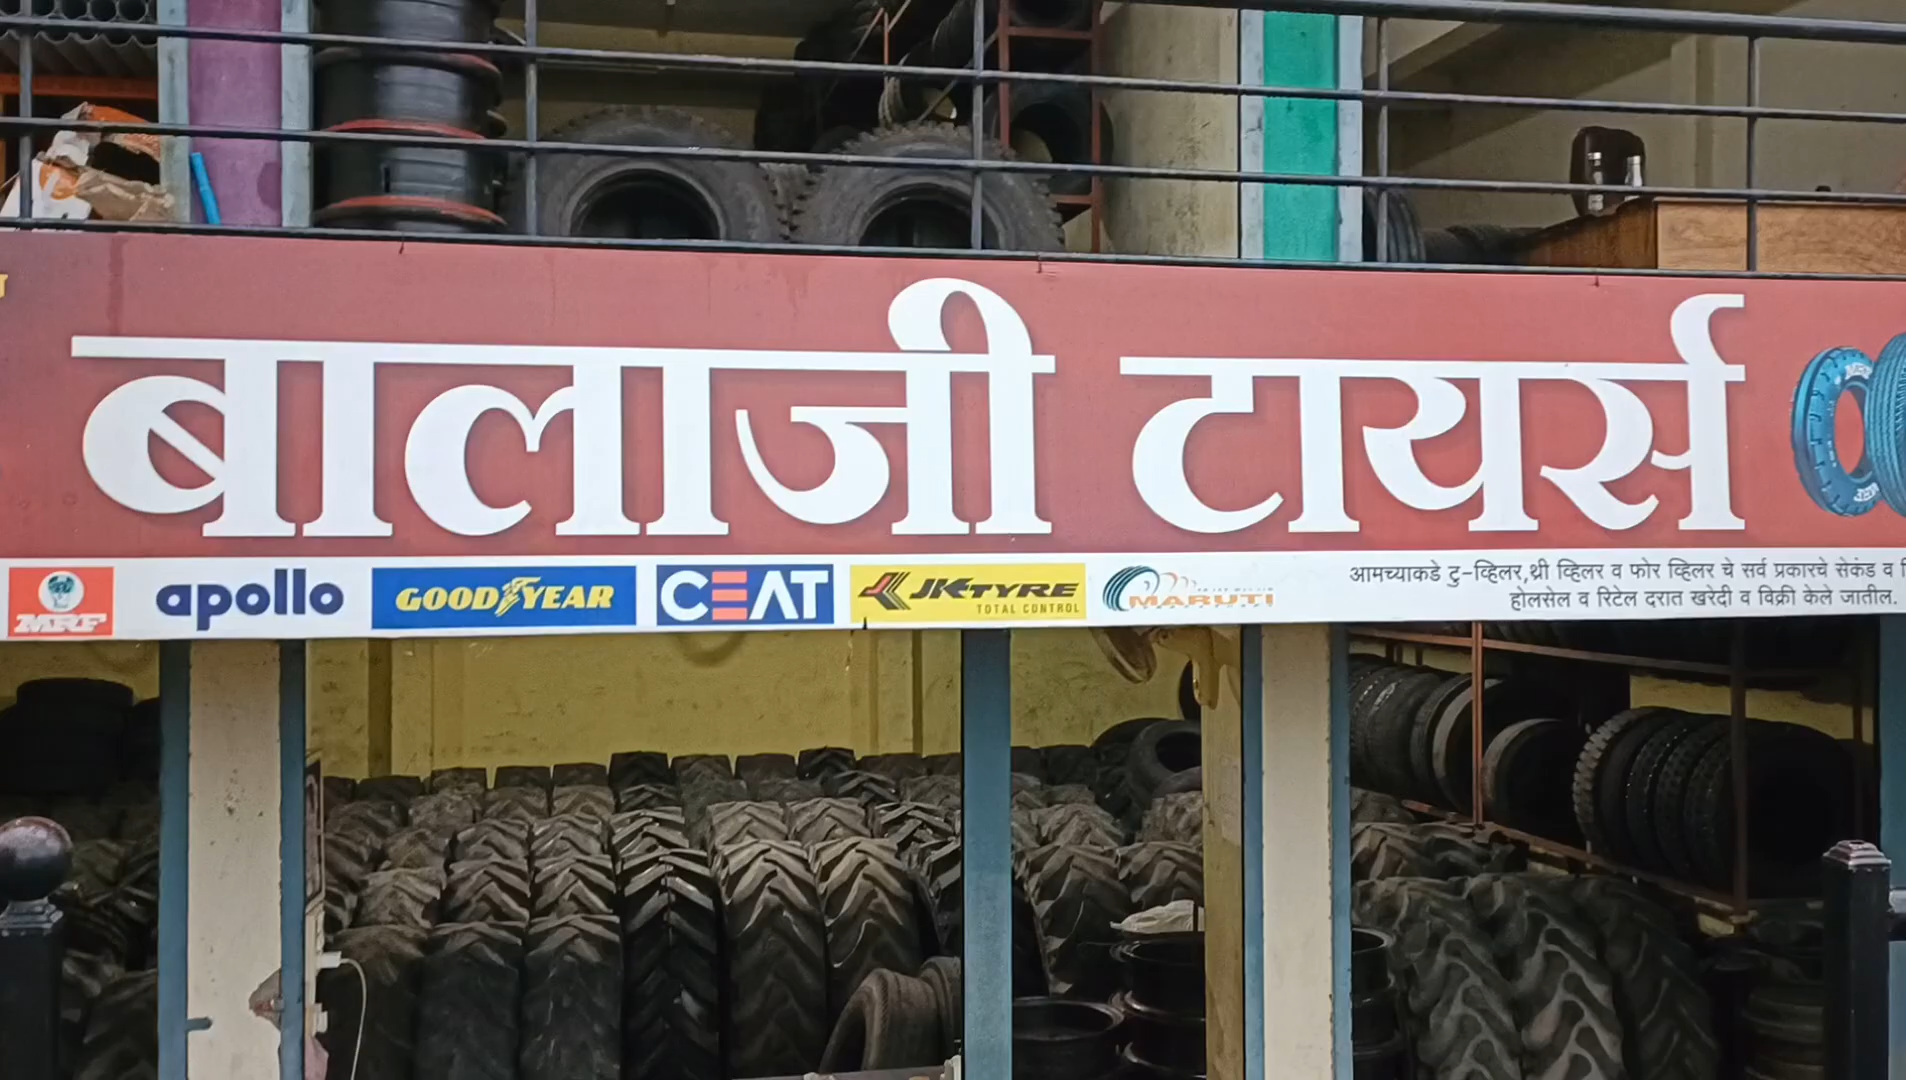 बालाजी टायर्स
MRF apollo GOODYEAR CEAT JK TYRE TOTAL CONTROL MARUTI
आमच्याकडे टु-व्हिलर,थ्री व्हिलर व फोर व्हिलर चे सर्व प्रकारचे सेकंड व
होलसेल व रिटेल दरात खरेदी व विक्री केले जातील.